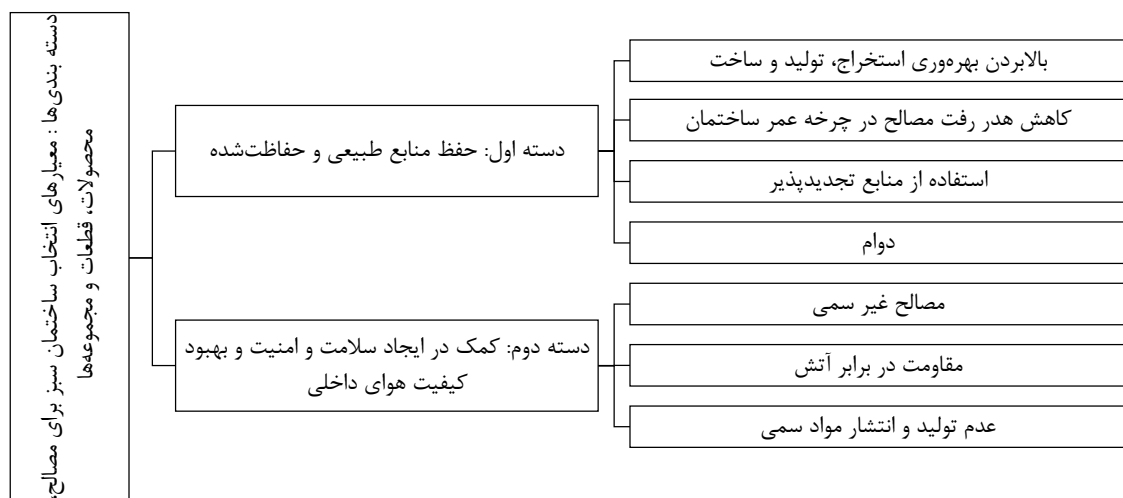 دسته بندی‌ها : معیارهای انتخاب ساختمان سبز برای مصالح،
محصولات، قطعات و مجموعه‌ها
دسته اول: حفظ منابع طبیعی و حفاظت‌شده
بالابردن بهره‌وری استخراج، تولید و ساخت
کاهش هدر رفت مصالح در چرخه عمر ساختمان
استفاده از منابع تجدیدپذیر
دوام
دسته دوم: کمک در ایجاد سلامت و امنیت و بهبود
کیفیت هوای داخلی
مصالح غیر سمی
مقاومت در برابر آتش
عدم تولید و انتشار مواد سمی